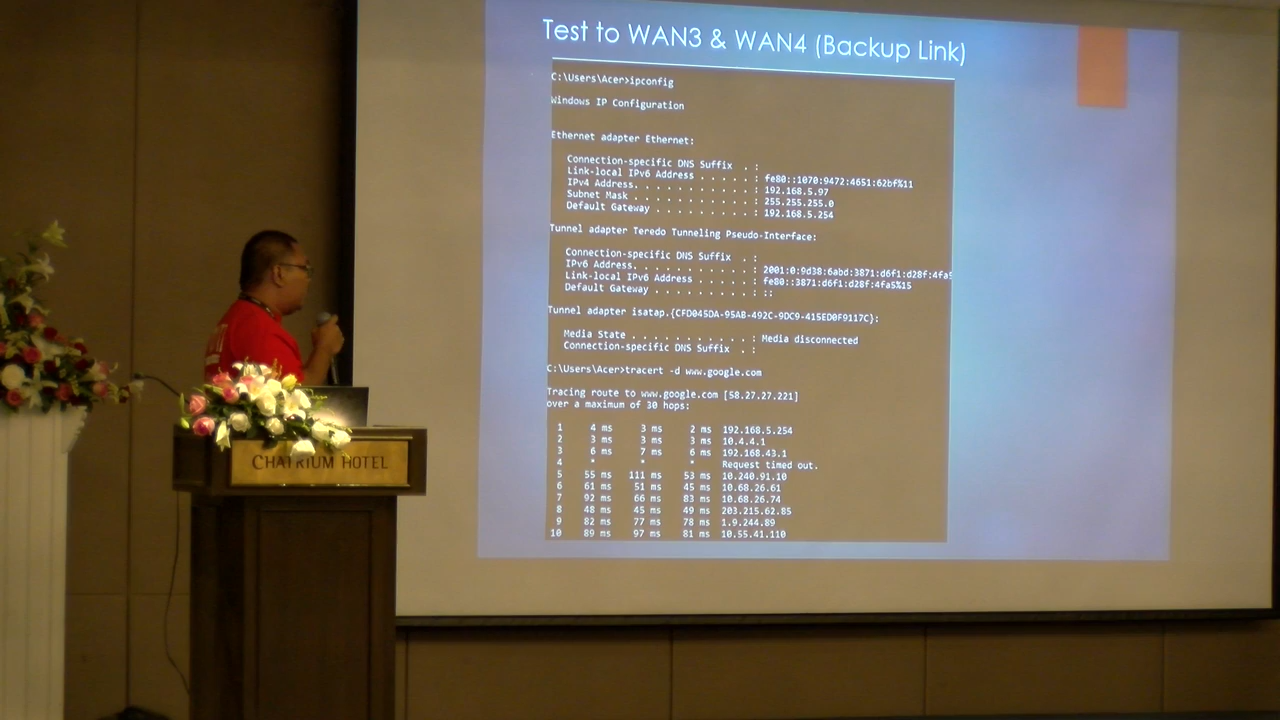 Test to WAN3 & WAN4 (Backup Link)
C:\Users\Acer>ipconfig
Windows IP Configuration
Ethernet adapter Ethernet:
Connection-specific DNS Suffix . :
Link-local IPv6 Address . . . . . : fe80::1070:9472:4651:62bf%11
IPv4 Address. . . . . . . . . . . : 192.168.5.97
Subnet Mask . . . . . . . . . . . : 255.255.255.0
Default Gateway . . . . . . . . . : 192.168.5.254
Tunnel adapter Teredo Tunneling Pseudo-Interface:
Connection-specific DNS Suffix . :
IPv6 Address. . . . . . . . . . . : 2001:0:9d38:6abd:3871:d6f1:d28f:4fa5
Link-local IPv6 Address . . . . . : fe80::3871:d6f1:d28f:4fa5%15
Default Gateway . . . . . . . . . : ::
Tunnel adapter isatap.{CFD045DA-95AB-492C-9DC9-415ED0F9117C}:
Media State . . . . . . . . . . . : Media disconnected
Connection-specific DNS Suffix . :
C:\Users\Acer>tracert -d www.google.com
Tracing route to www.google.com [58.27.27.221]
over a maximum of 30 hops:
1 4 ms 3 ms 2 ms 192.168.5.254
2 3 ms 3 ms 3 ms 10.4.4.1
3 6 ms 7 ms 6 ms 192.168.43.1
4 * * * Request timed out.
5 55 ms 111 ms 53 ms 10.240.91.10
6 61 ms 51 ms 45 ms 10.68.26.61
7 92 ms 66 ms 83 ms 10.68.26.74
8 48 ms 45 ms 49 ms 203.215.62.85
9 82 ms 77 ms 78 ms 1.9.244.89
10 89 ms 97 ms 81 ms 10.55.41.110
CHATRIUM HOTEL